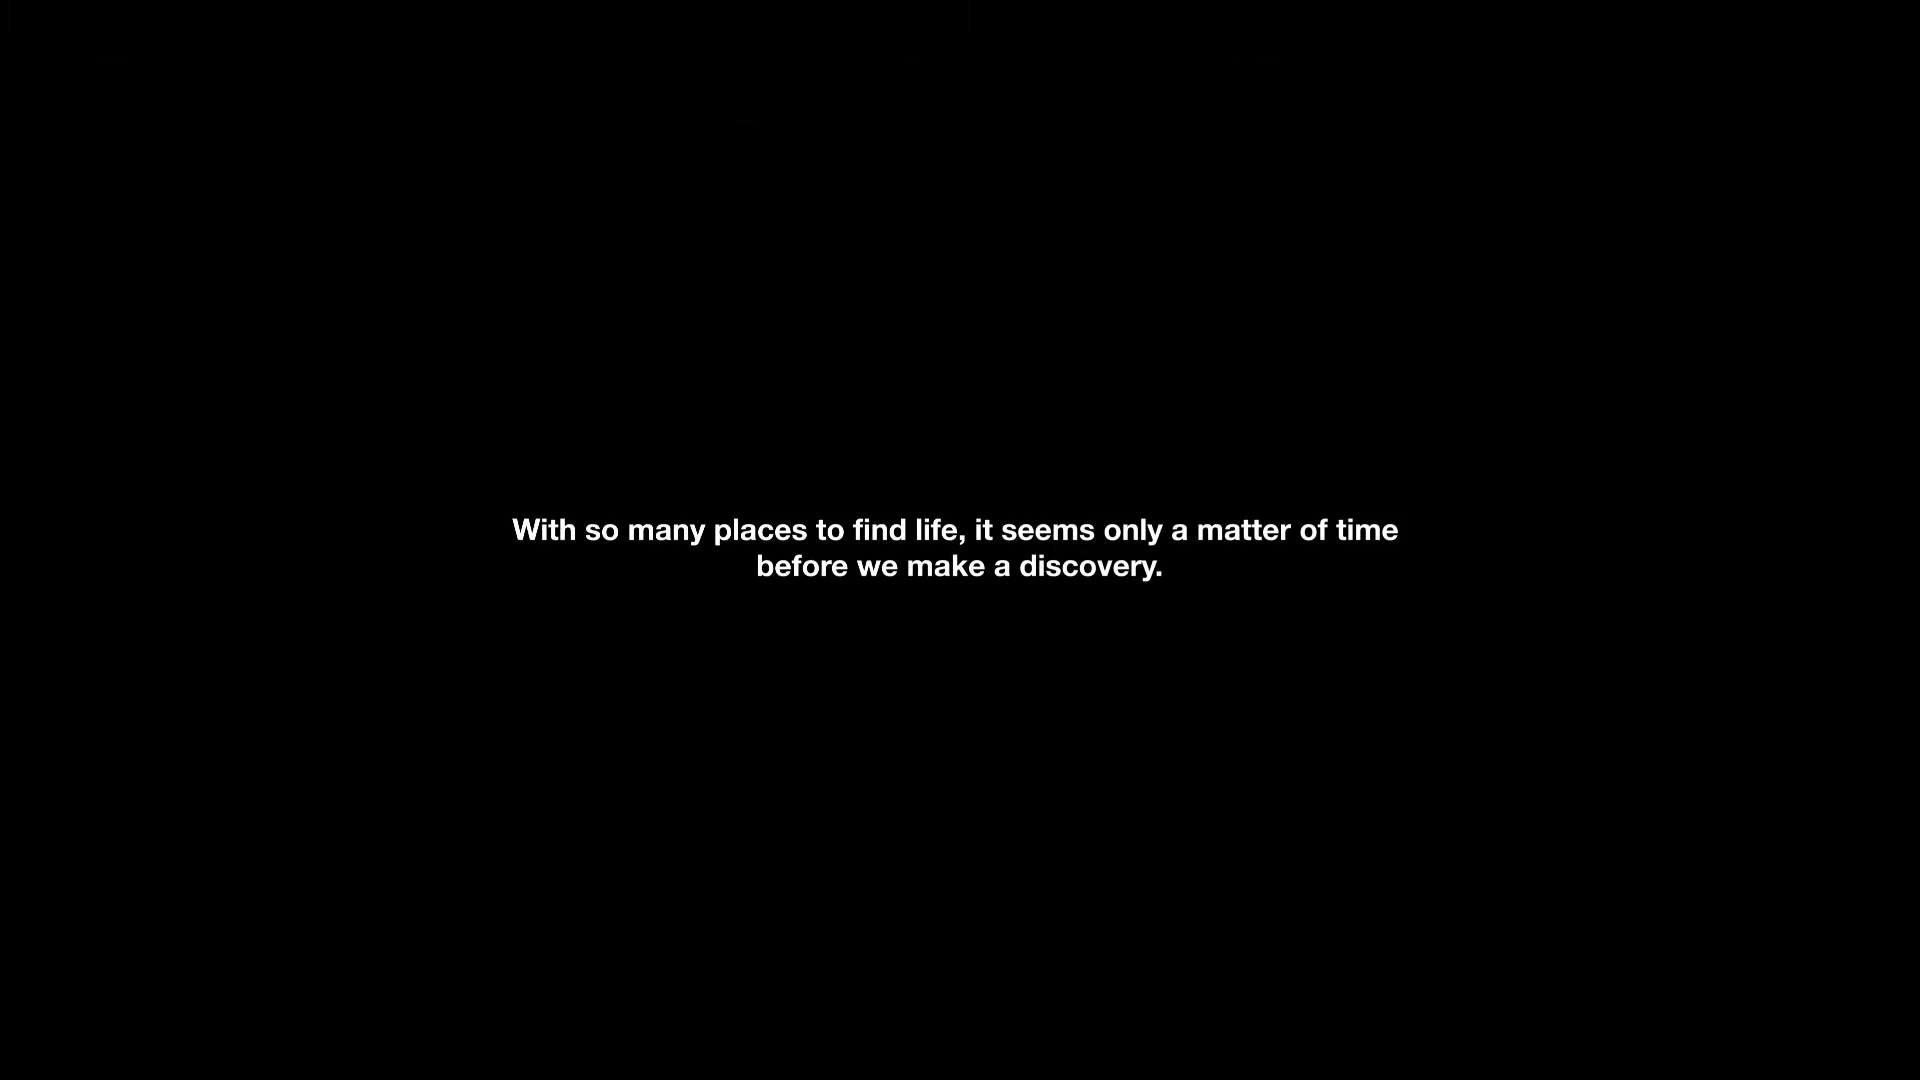 With so many places to find life, it seems only a matter of time
before we make a discovery.